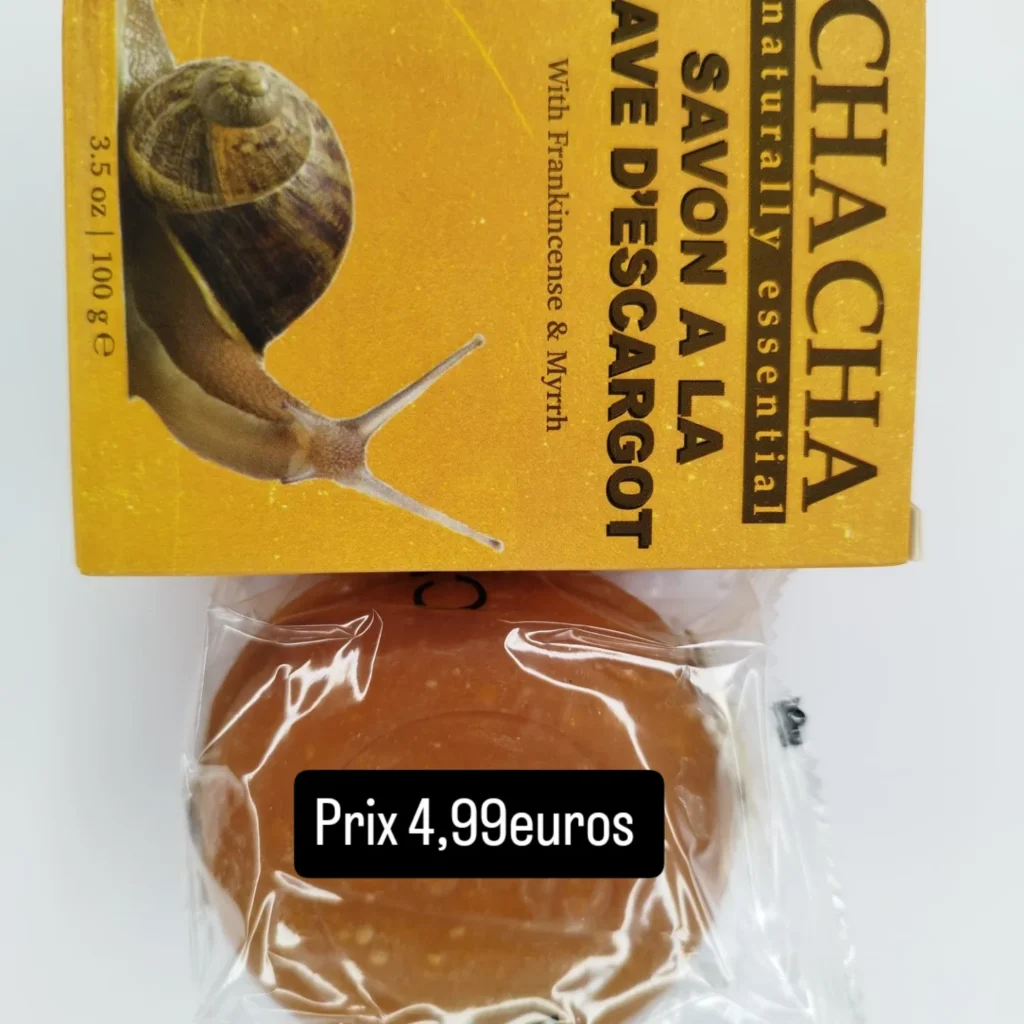 CHACHA
naturally essential
SAVON A LA
AVE D'ESCARGOT
With Frankincense & Myrrh
3.5 oz | 100 g ℮
Prix 4,99euros